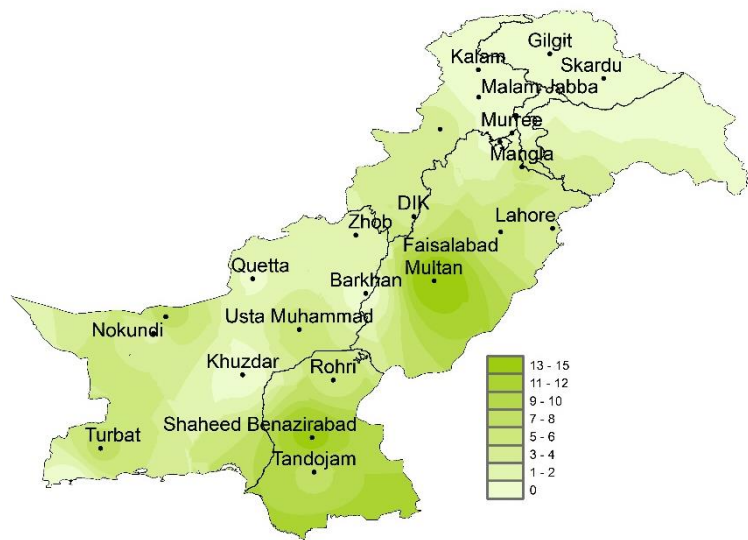 Gilgit
Kalam
Skardu
Malam Jabba
Murree
Mangla
DIK
Lahore
Zhob
Faisalabad
Multan
Quetta
Barkhan
Usta Muhammad
Nokundi
Khuzdar
Rohri
Shaheed Benazirabad
Turbat
Tandojam
13 - 15
11 - 12
9 - 10
7 - 8
5 - 6
3 - 4
1 - 2
0